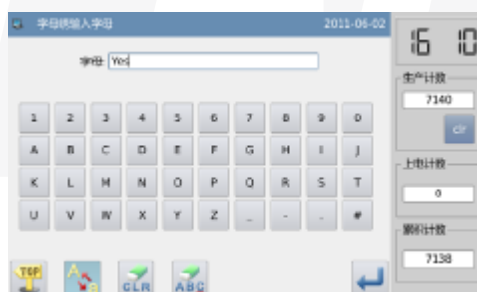 字母绣输入字母 2011-06-02
字母: Yes
1 2 3 4 5 6 7 8 9 0
A B C D E F G H I J
K L M N O P Q R S T
U V W X Y Z _ - . #
TOP A a CLR ABC
16 10
生产计数
7140
clr
上电计数
0
累积计数
7138